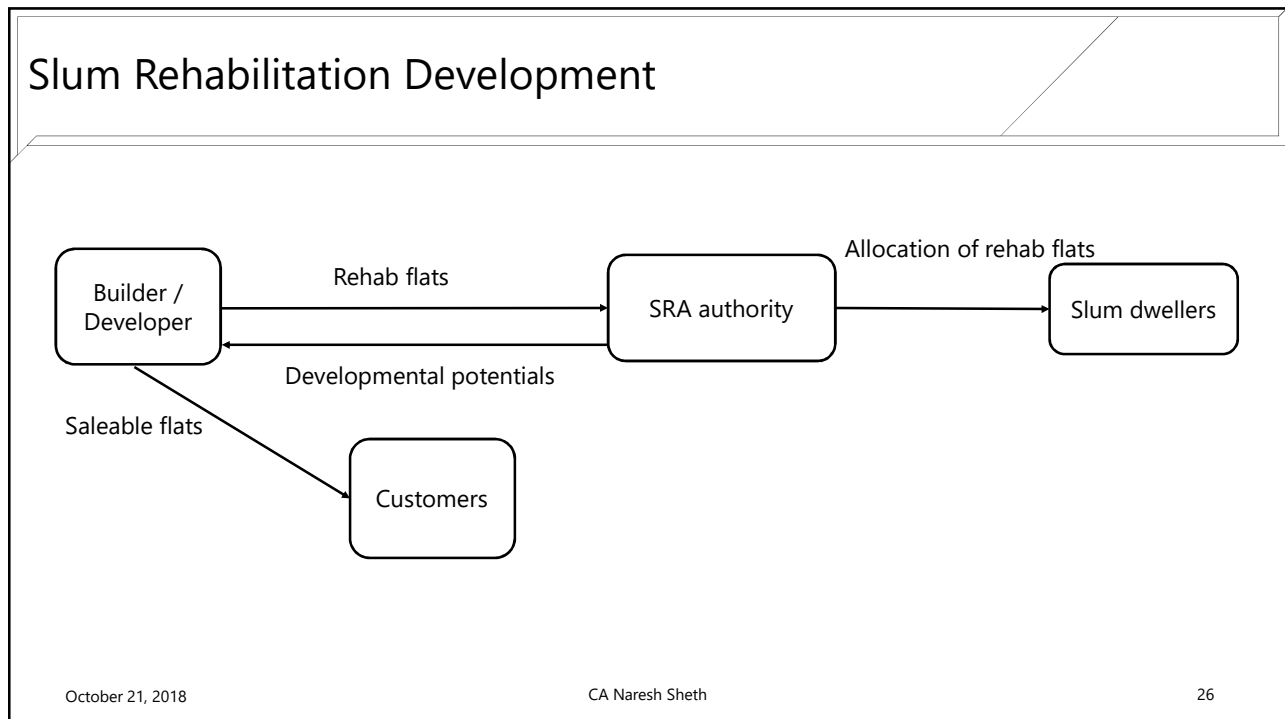 Slum Rehabilitation Development
Allocation of rehab flats
Builder /
Developer
Rehab flats
SRA authority
Slum dwellers
Developmental potentials
Saleable flats
Customers
October 21, 2018
CA Naresh Sheth
26